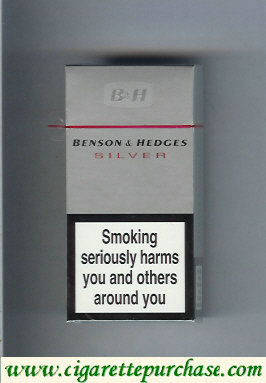 B&H
BENSON & HEDGES
SILVER
Smoking
seriously harms
you and others
around you
www.cigarettepurchase.com